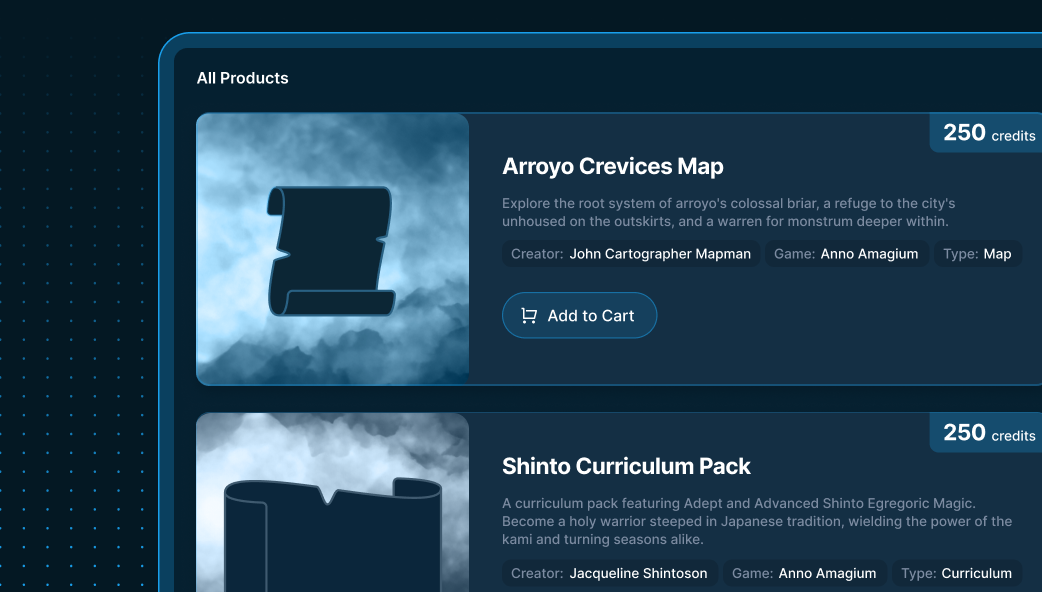 All Products
250 credits
Arroyo Crevices Map
Explore the root system of arroyo's colossal briar, a refuge to the city's
unhoused on the outskirts, and a warren for monstrum deeper within.
Creator: John Cartographer Mapman Game: Anno Amagium Type: Map
Add to Cart
250 credits
Shinto Curriculum Pack
A curriculum pack featuring Adept and Advanced Shinto Egregoric Magic.
Become a holy warrior steeped in Japanese tradition, wielding the power of the
kami and turning seasons alike.
Creator: Jacqueline Shintoson Game: Anno Amagium Type: Curriculum